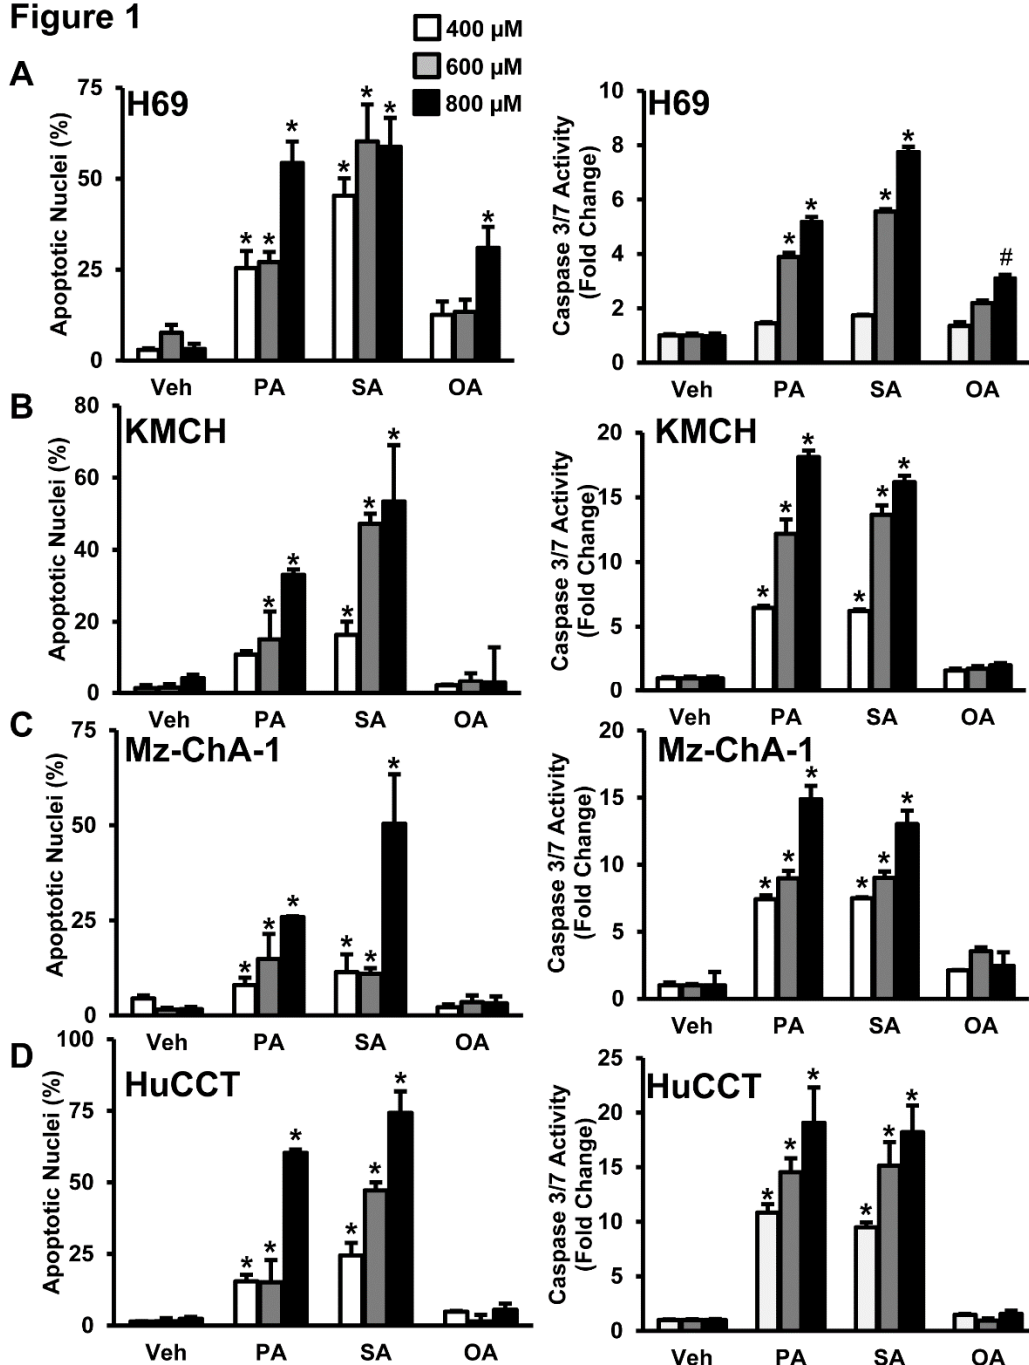 Figure 1
400 µM
600 µM
800 µM
A
H69
Apoptotic Nuclei (%)
75
50
25
0
* * * * * * *
Veh PA SA OA
H69
Caspase 3/7 Activity
(Fold Change)
10
8
6
4
2
0
* * * * #
Veh PA SA OA
B
KMCH
Apoptotic Nuclei (%)
80
60
40
20
0
* * * * *
Veh PA SA OA
KMCH
Caspase 3/7 Activity
(Fold Change)
20
15
10
5
0
* * * * * *
Veh PA SA OA
C
Mz-ChA-1
Apoptotic Nuclei (%)
75
50
25
0
* * * * * *
Veh PA SA OA
Mz-ChA-1
Caspase 3/7 Activity
(Fold Change)
20
15
10
5
0
* * * * * *
Veh PA SA OA
D
HuCCT
Apoptotic Nuclei (%)
100
75
50
25
0
* * * * * *
Veh PA SA OA
HuCCT
Caspase 3/7 Activity
(Fold Change)
25
20
15
10
5
0
* * * * * *
Veh PA SA OA